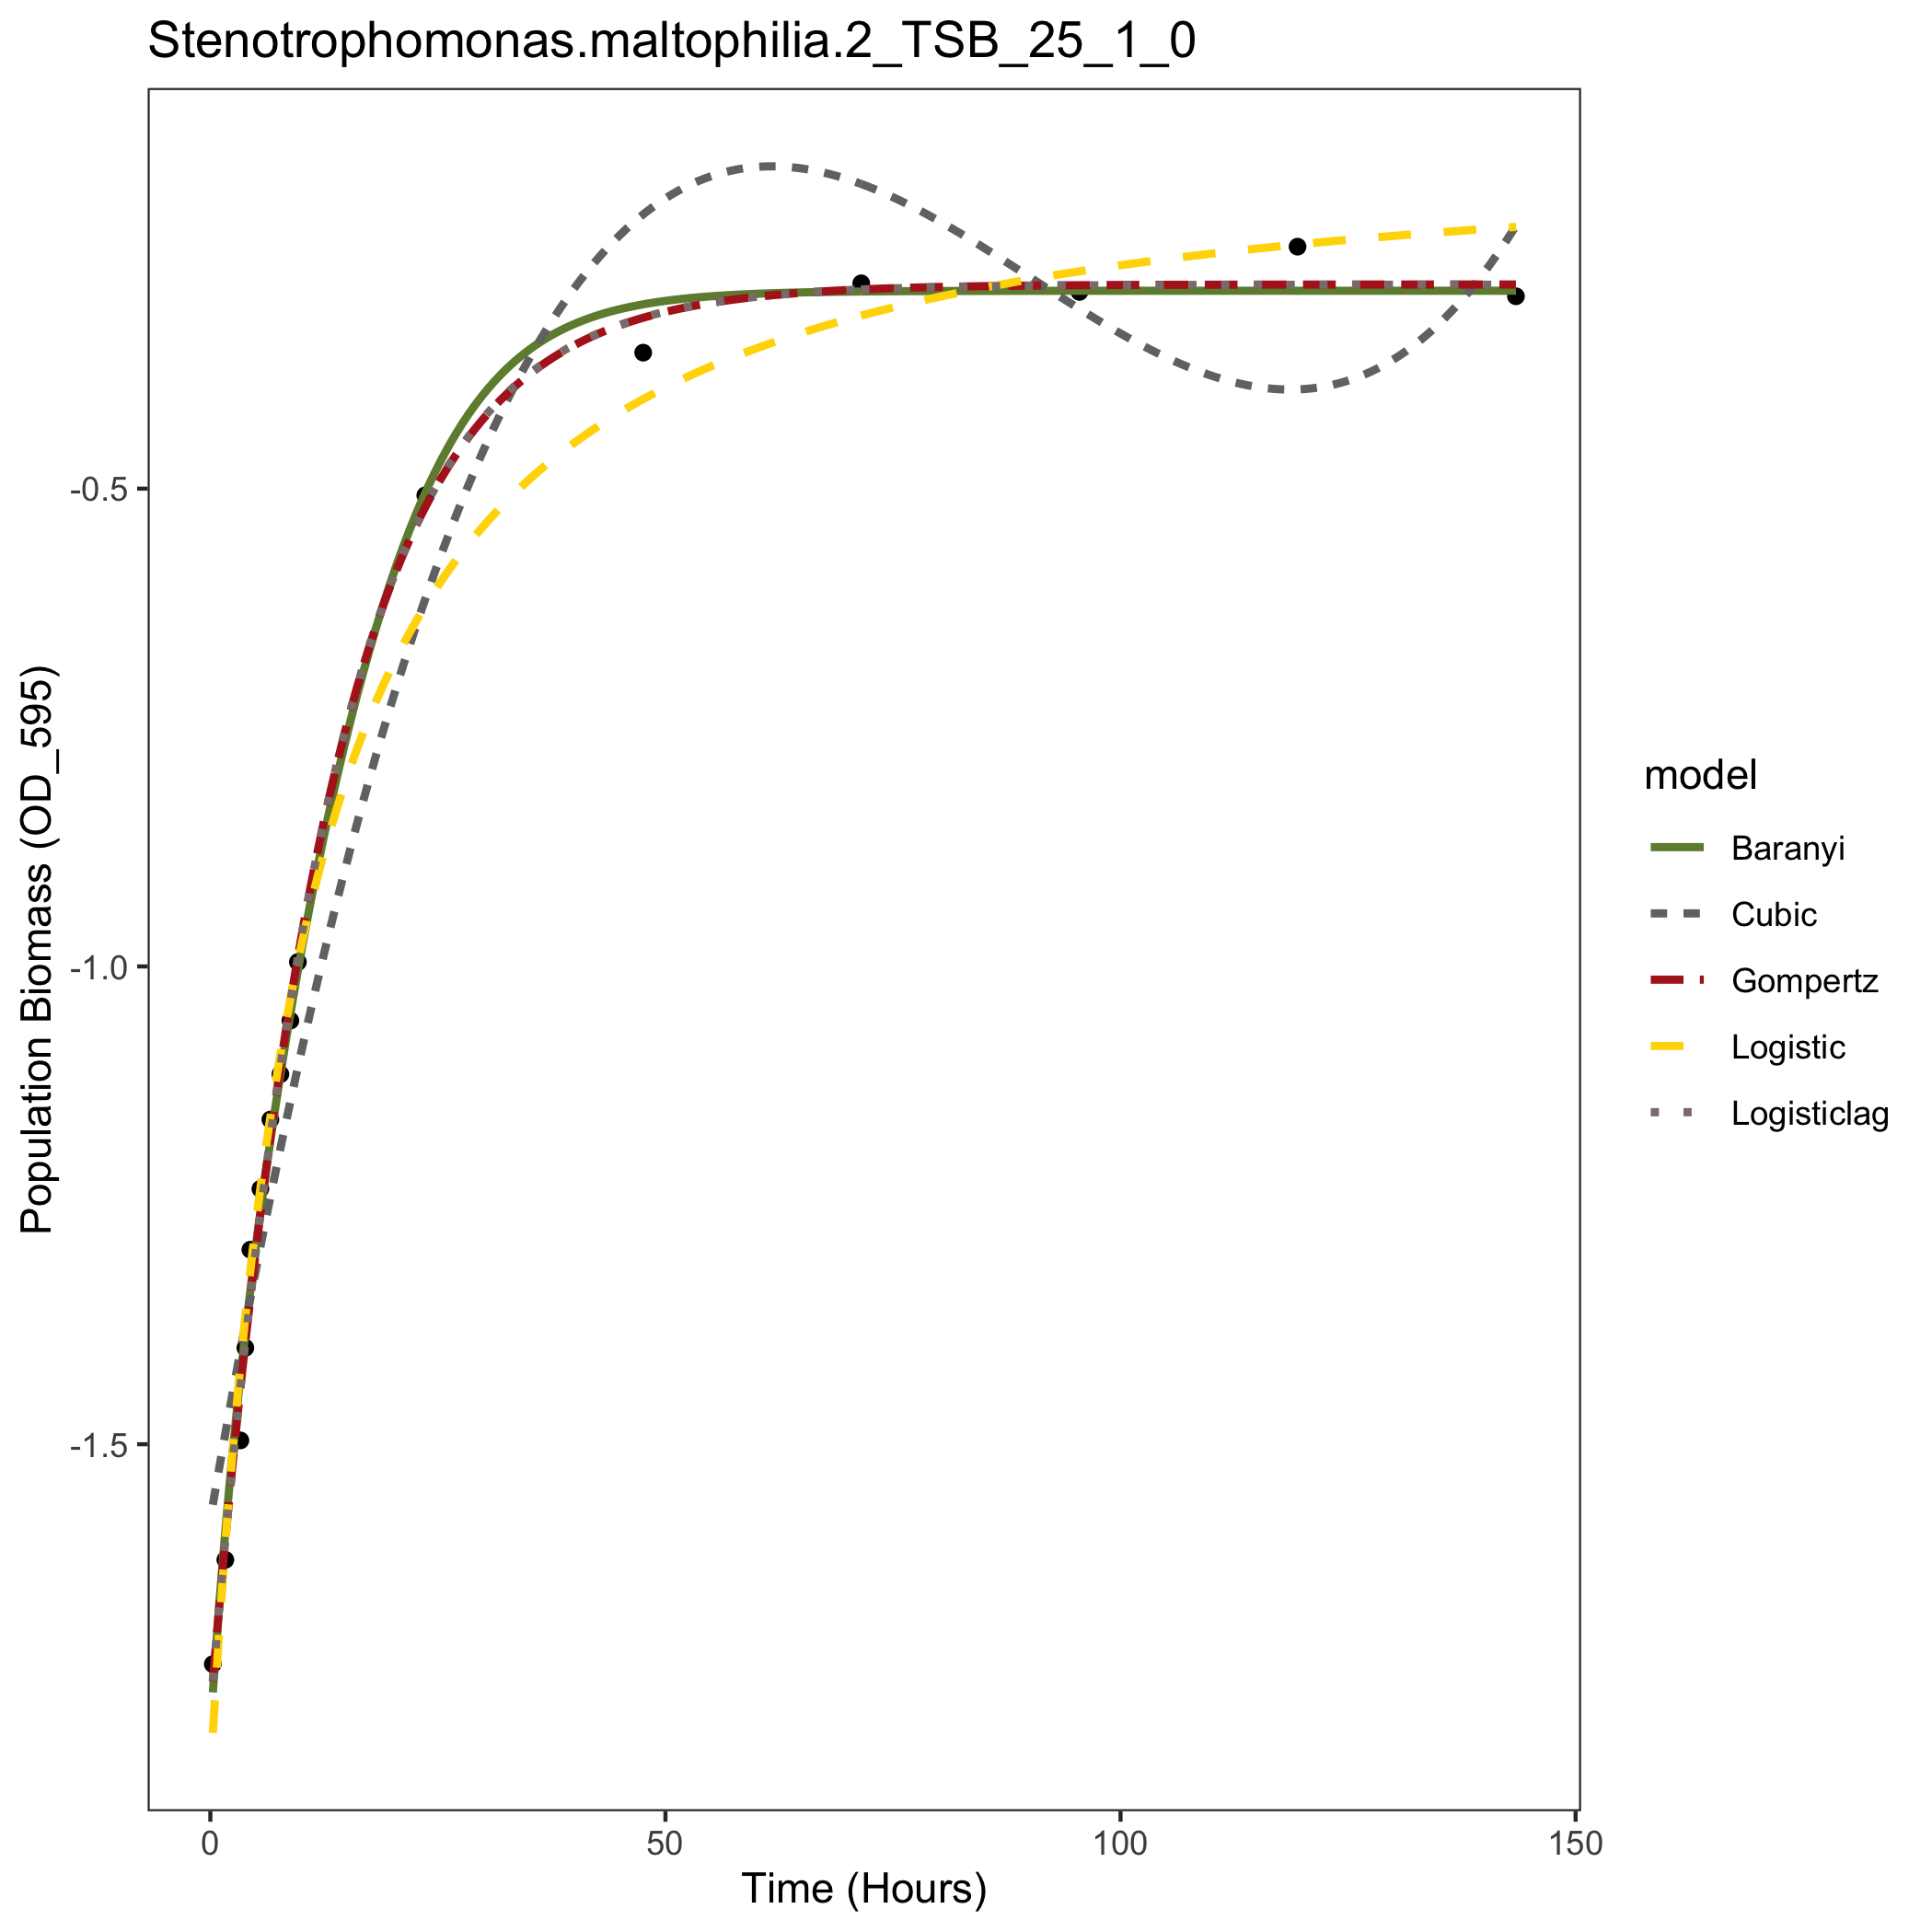 Stenotrophomonas.maltophilia.2_TSB_25_1_0
Population Biomass (OD_595)
-0.5
-1.0
-1.5
0
50
100
150
Time (Hours)
model
Baranyi
Cubic
Gompertz
Logistic
Logisticlag